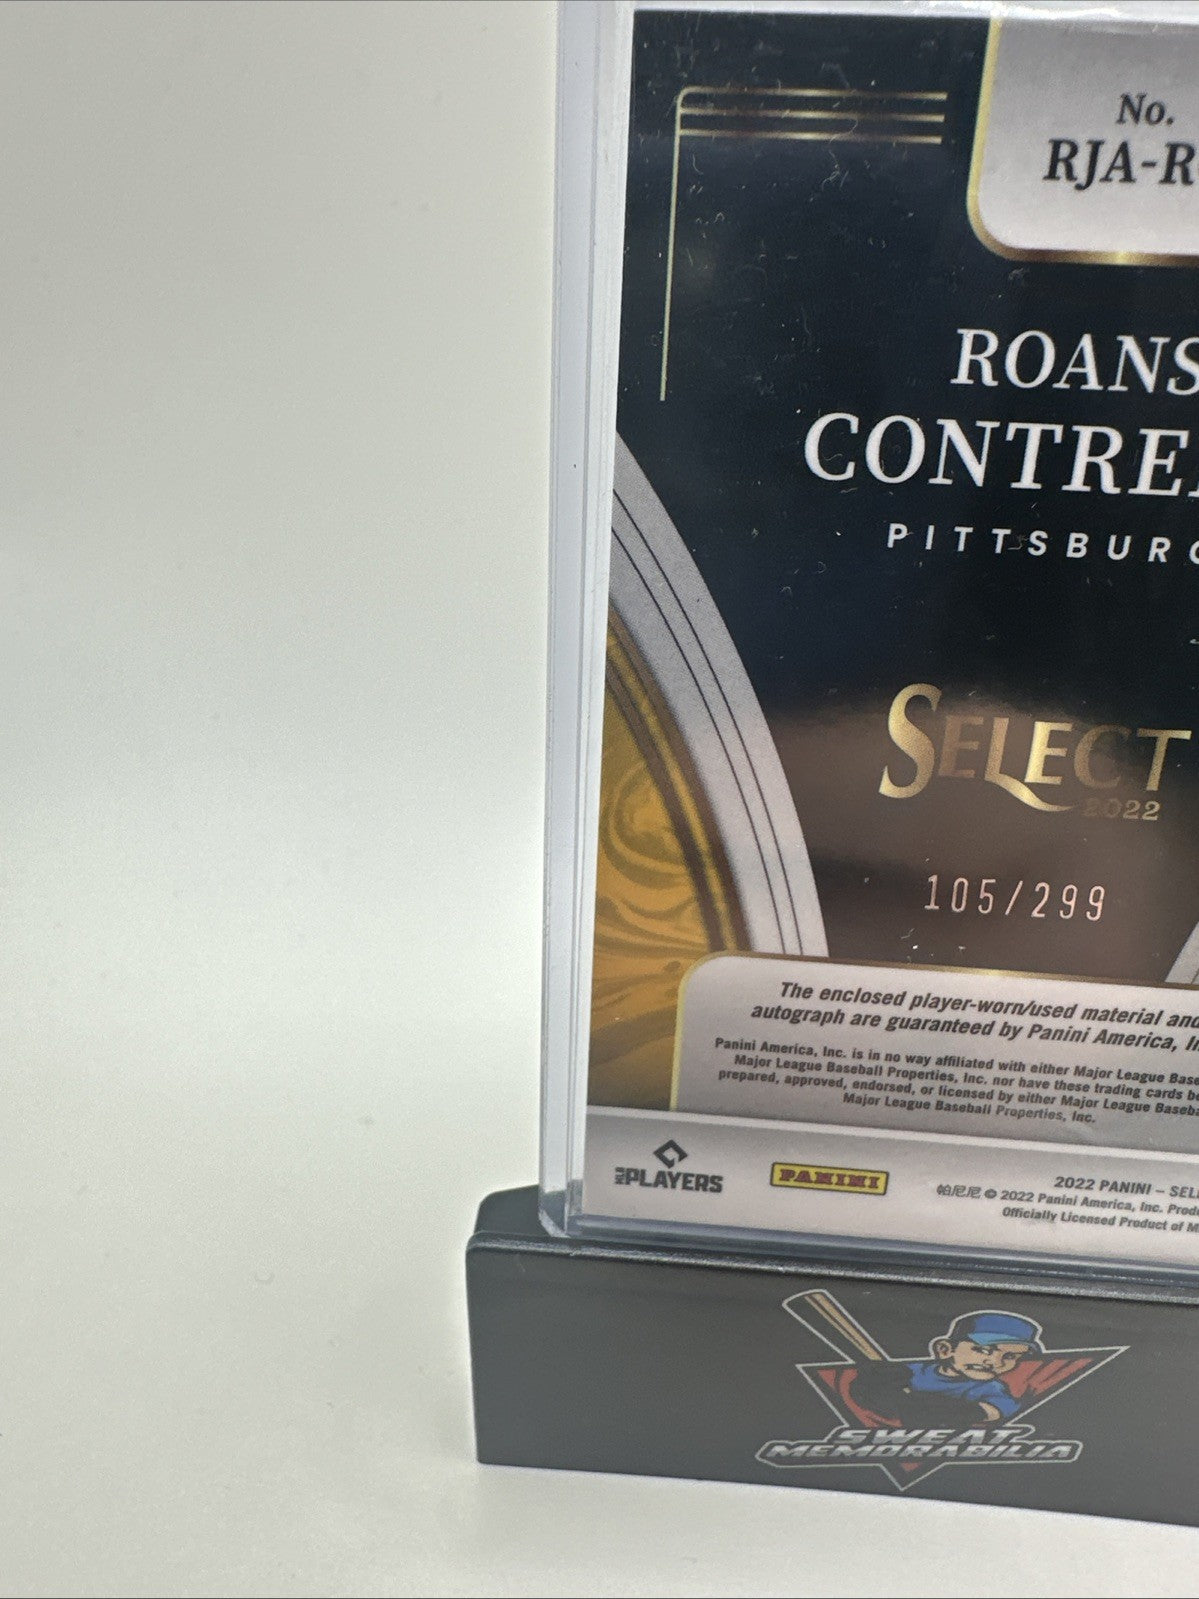 No.
RJA-R
ROANS
CONTRE
PITTSBURG
SELECT
2022
105/299
The enclosed player-worn/used material and
autograph are guaranteed by Panini America, In
Panini America, Inc. is in no way affiliated with either Major League Base
Major League Baseball Properties, Inc. nor have these trading cards be
prepared, approved, endorsed, or licensed by either Major League Baseba
Major League Baseball Properties, Inc.
MLB PLAYERS
PANINI
2022 PANINI – SEL
帕尼尼 © 2022 Panini America, Inc. Produ
Officially Licensed Product of M
SWEAT
MEMORABILIA